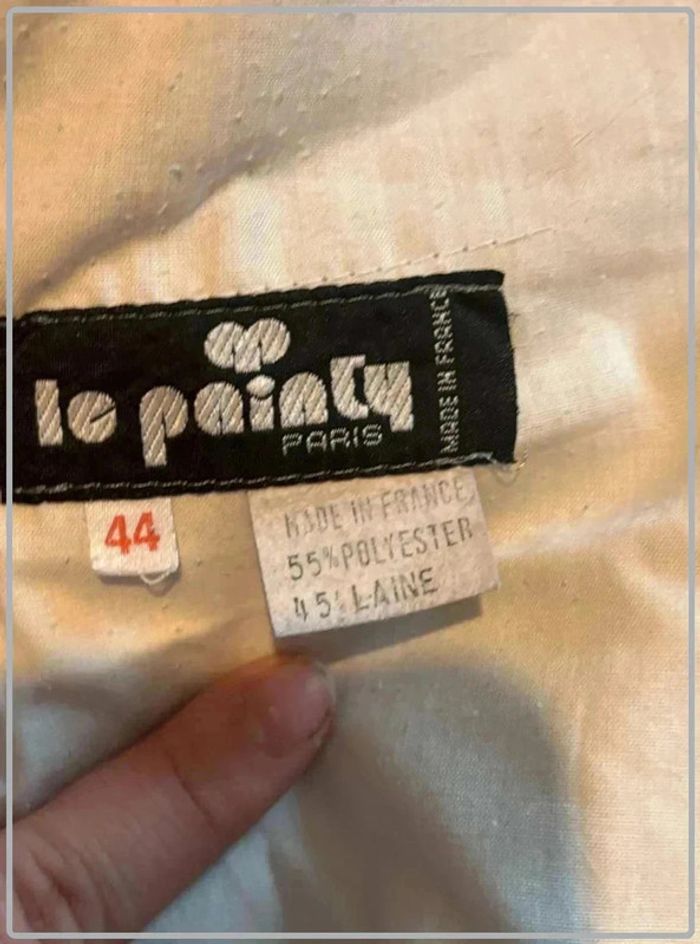 le painty
PARIS
MADE IN FRANCE
44
MADE IN FRANCE
55% POLYESTER
45% LAINE